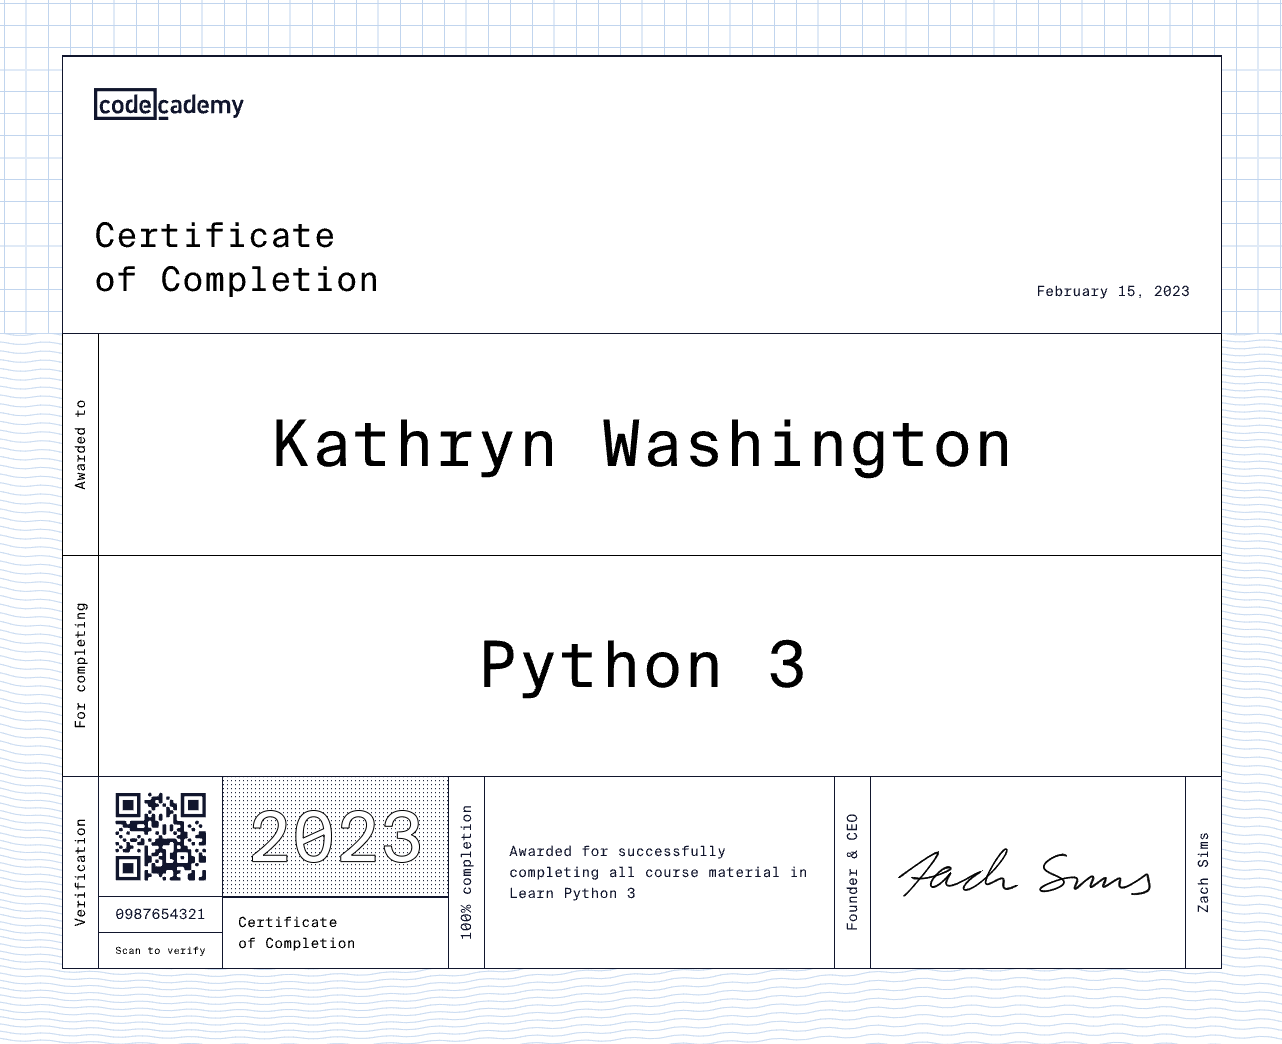 codecademy
Certificate
of Completion
February 15, 2023
Awarded to
Kathryn Washington
For completing
Python 3
Verification
0987654321
Scan to verify
2023
Certificate
of Completion
100% completion
Awarded for successfully
completing all course material in
Learn Python 3
Founder & CEO
Zach Sims
Zach Sims